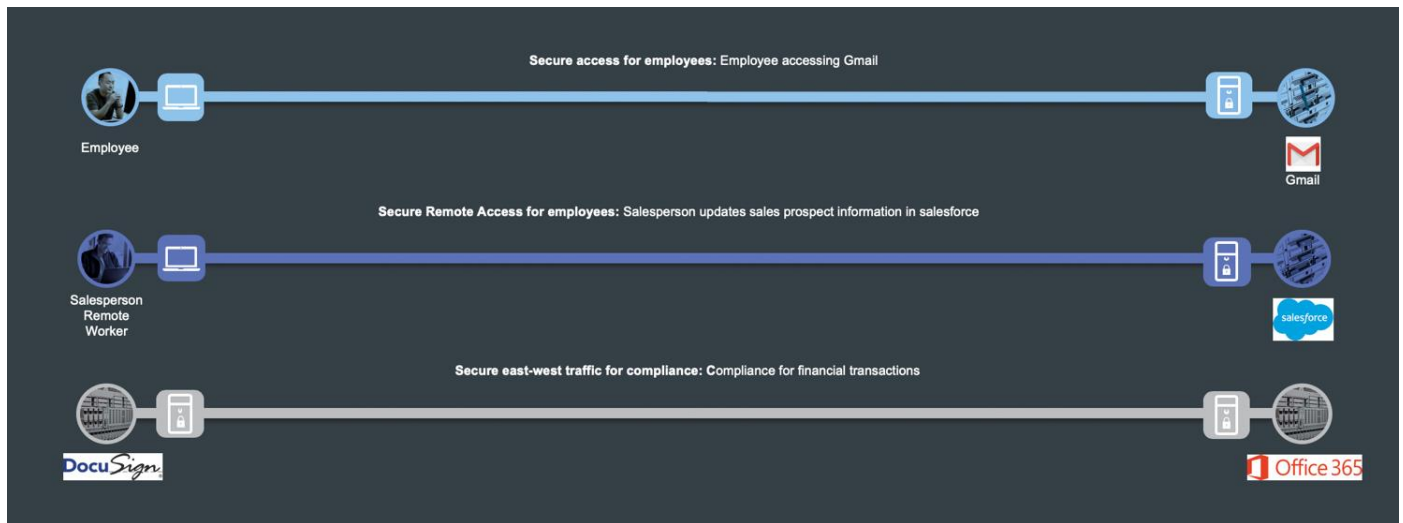 Secure access for employees: Employee accessing Gmail
Employee
Gmail
Secure Remote Access for employees: Salesperson updates sales prospect information in salesforce
Salesperson
Remote
Worker
salesforce
Secure east-west traffic for compliance: Compliance for financial transactions
DocuSign
Office 365